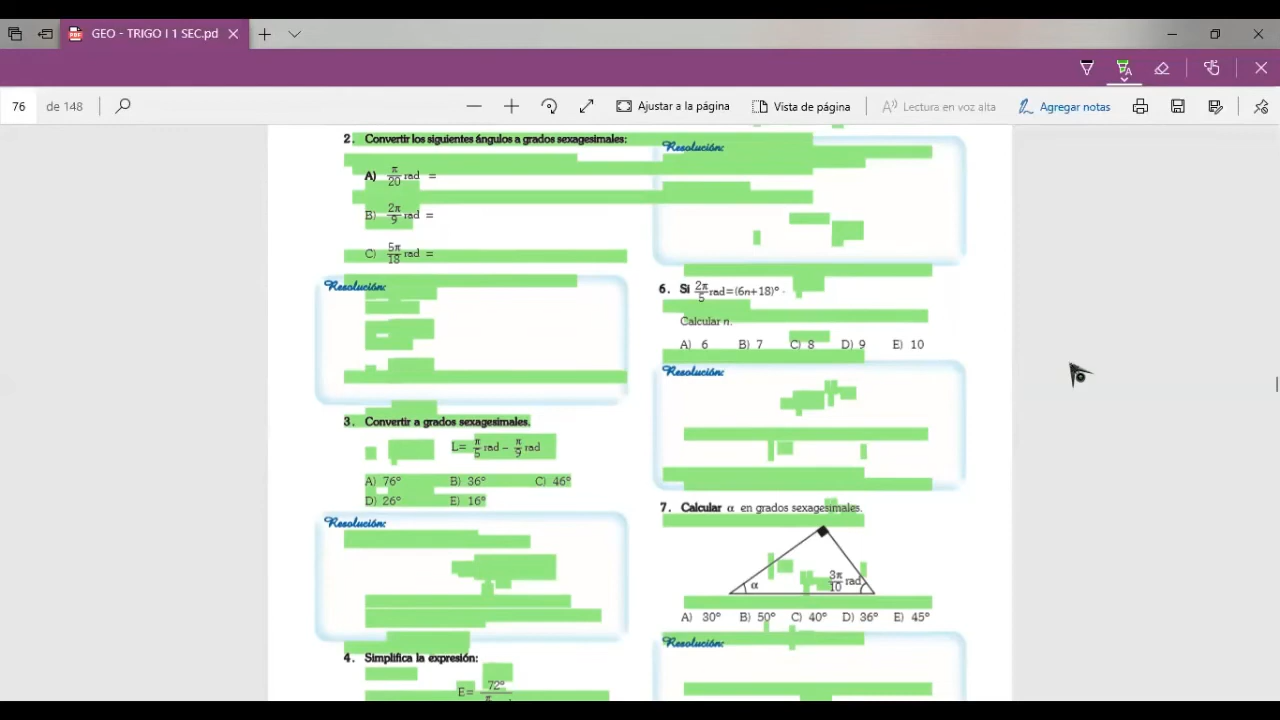 GEO - TRIGO I 1 SEC.pd
76 de 148
Ajustar a la página
Vista de página
Lectura en voz alta
Agregar notas
2. Convertir los siguientes ángulos a grados sexagesimales:
A) π/20 rad =
B) 2π/9 rad =
C) 5π/18 rad =
Resolución:
3. Convertir a grados sexagesimales.
L= π/5 rad – π/9 rad
A) 76° B) 36° C) 46°
D) 26° E) 16°
Resolución:
4. Simplifica la expresión:
E= 72°
Resolución:
6. Si 2π/5 rad=(6n+18)°.
Calcular n.
A) 6 B) 7 C) 8 D) 9 E) 10
Resolución:
7. Calcular α en grados sexagesimales.
α
3π/10 rad
A) 30° B) 50° C) 40° D) 36° E) 45°
Resolución: